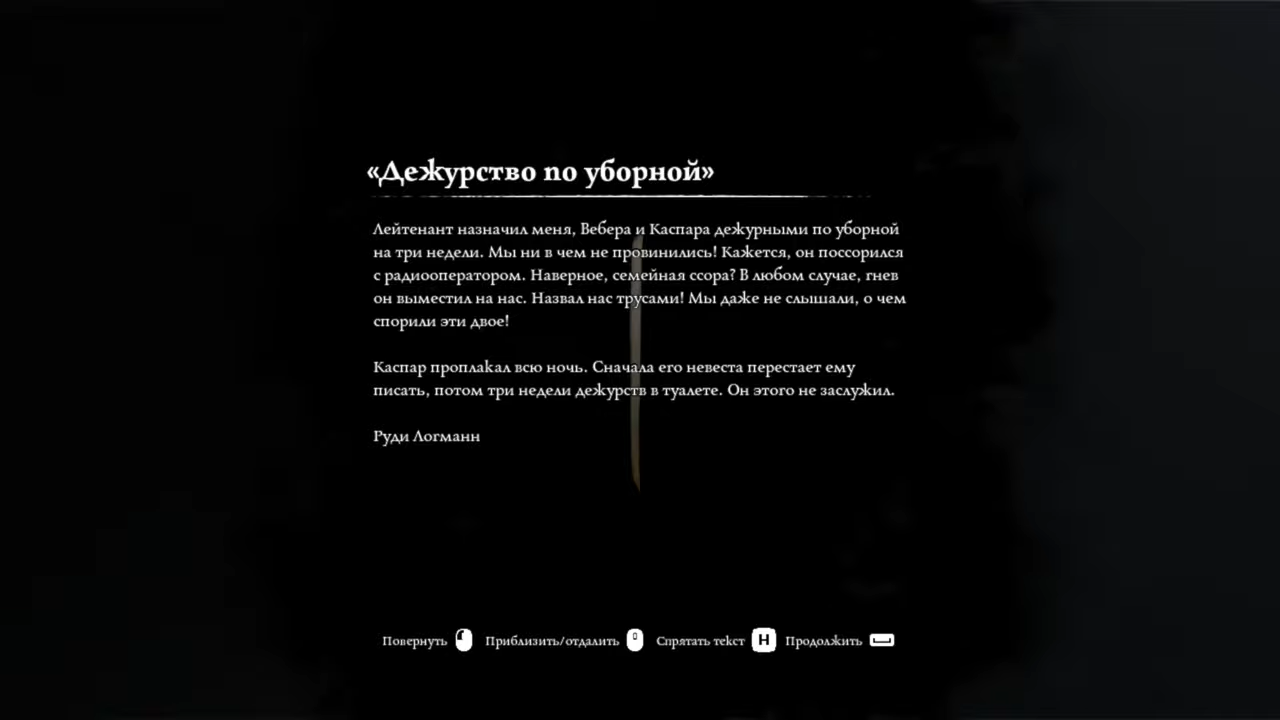 «Дежурство по уборной»
Лейтенант назначил меня, Вебера и Каспара дежурными по уборной
на три недели. Мы ни в чем не провинились! Кажется, он поссорился
с радиооператором. Наверное, семейная ссора? В любом случае, гнев
он выместил на нас. Назвал нас трусами! Мы даже не слышали, о чем
спорили эти двое!
Каспар проплакал всю ночь. Сначала его невеста перестает ему
писать, потом три недели дежурств в туалете. Он этого не заслужил.
Руди Логманн
Повернуть Приблизить/отдалить Спрятать текст H Продолжить